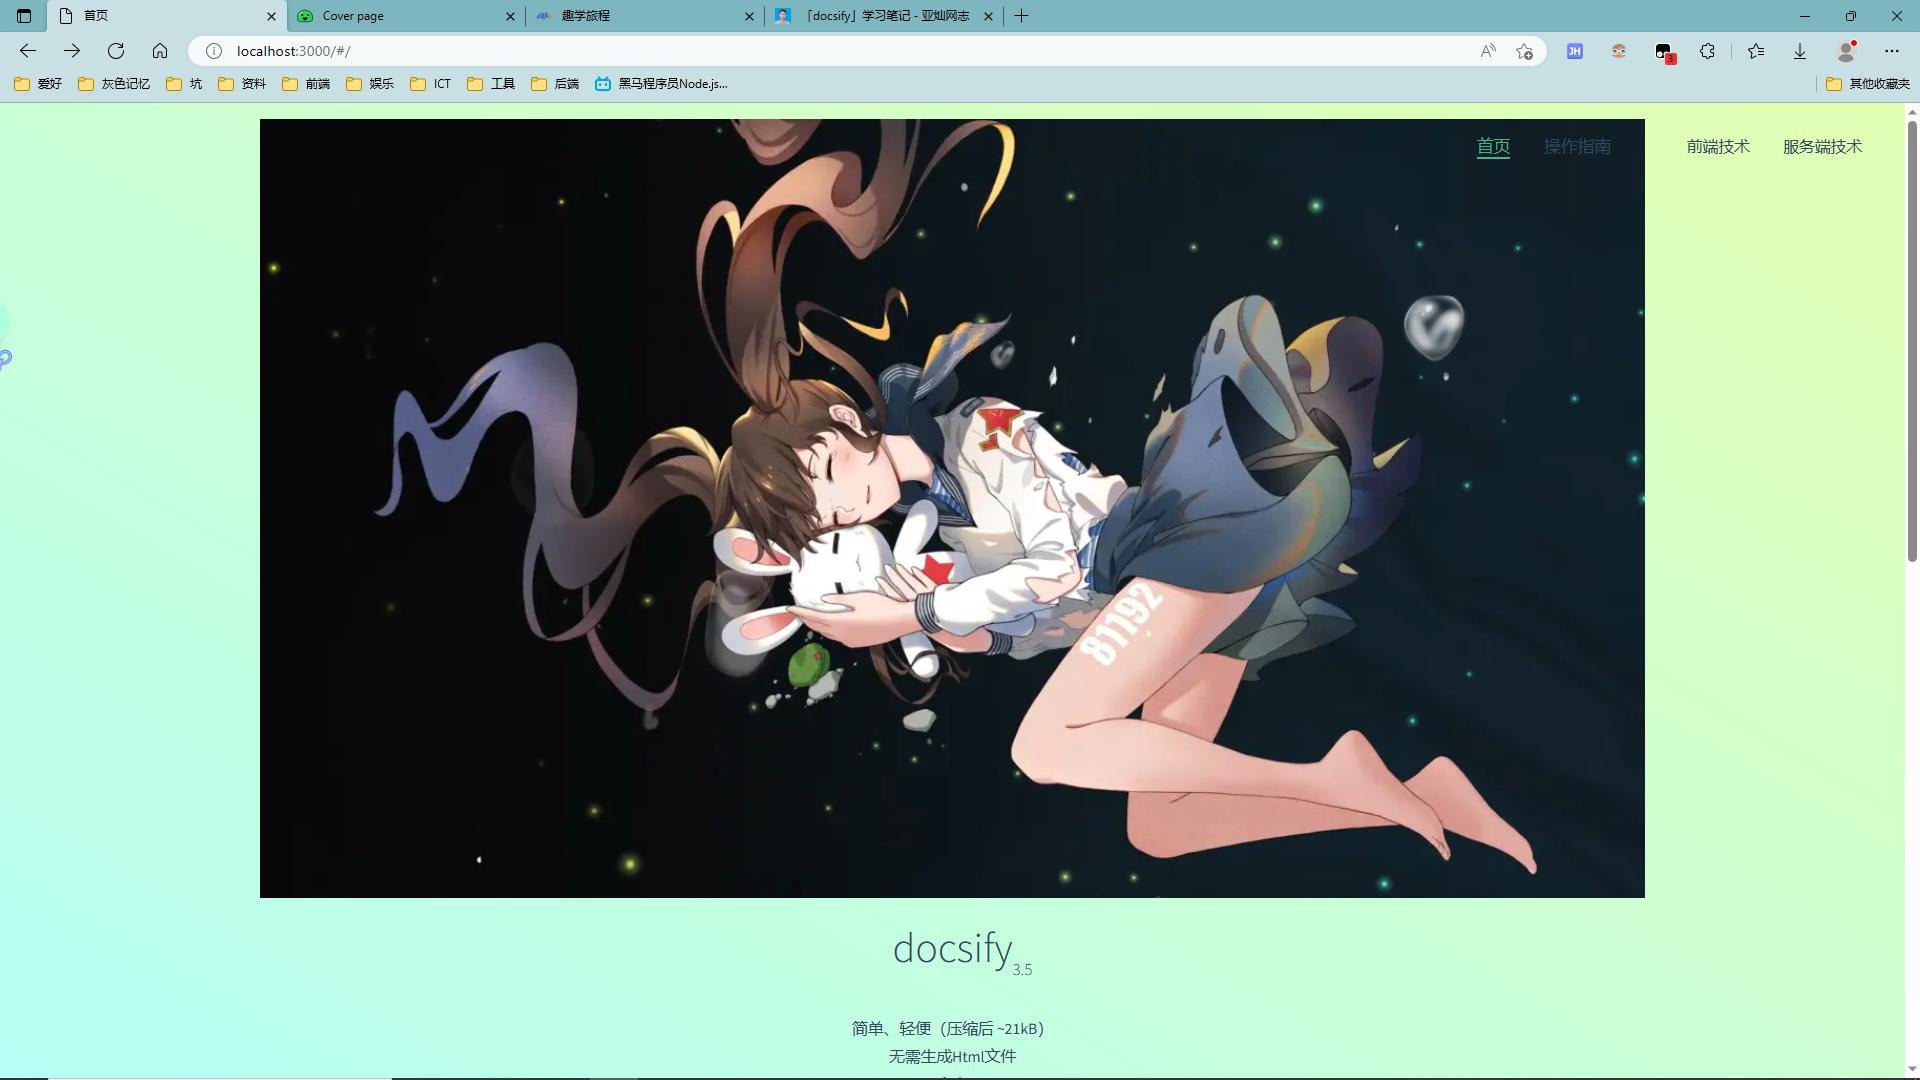 首页
Cover page
趣学旅程
「docsify」学习笔记 - 亚灿网志
localhost:3000/#/
A
JH
3
爱好
灰色记忆
坑
资料
前端
娱乐
ICT
工具
后端
黑马程序员Node.js...
其他收藏夹
首页
操作指南
前端技术
服务端技术
81192
docsify 3.5
简单、轻便（压缩后 ~21kB）
无需生成Html文件